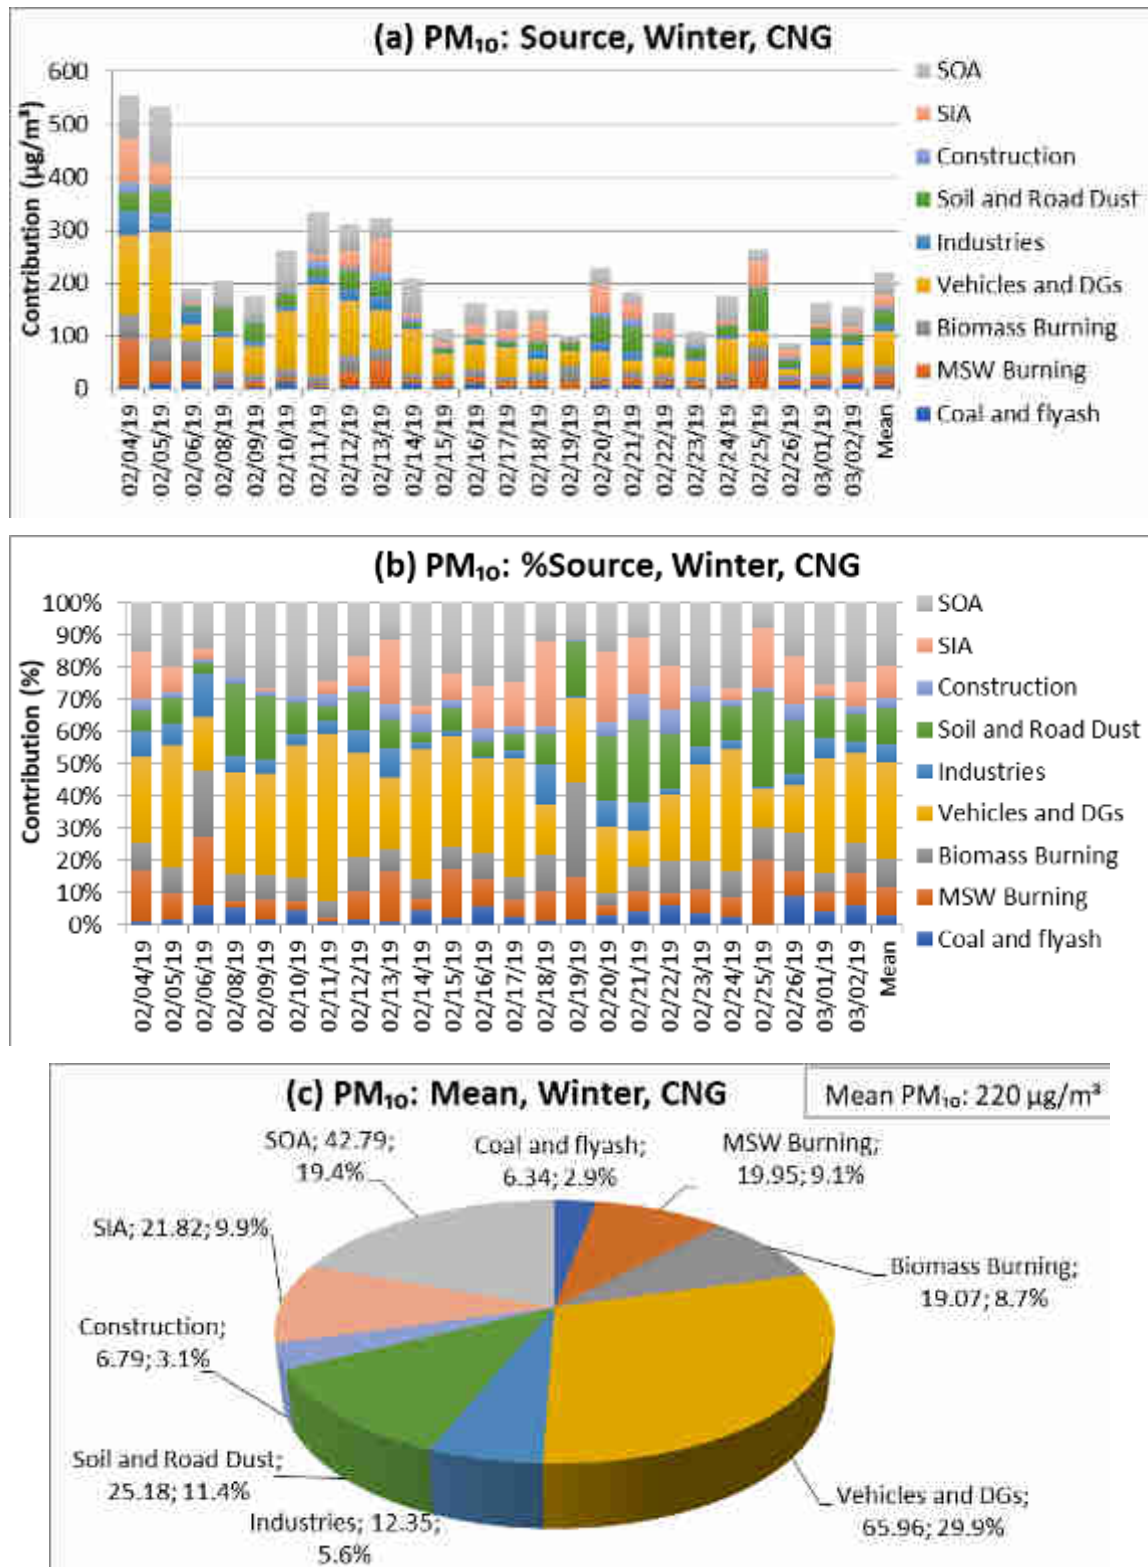 (a) PM₁₀: Source, Winter, CNG
Contribution (µg/m³)
600
500
400
300
200
100
0
02/04/19
02/05/19
02/06/19
02/08/19
02/09/19
02/10/19
02/11/19
02/12/19
02/13/19
02/14/19
02/15/19
02/16/19
02/17/19
02/18/19
02/19/19
02/20/19
02/21/19
02/22/19
02/23/19
02/24/19
02/25/19
02/26/19
03/01/19
03/02/19
Mean
SOA
SIA
Construction
Soil and Road Dust
Industries
Vehicles and DGs
Biomass Burning
MSW Burning
Coal and flyash
(b) PM₁₀: %Source, Winter, CNG
Contribution (%)
100%
90%
80%
70%
60%
50%
40%
30%
20%
10%
0%
02/04/19
02/05/19
02/06/19
02/08/19
02/09/19
02/10/19
02/11/19
02/12/19
02/13/19
02/14/19
02/15/19
02/16/19
02/17/19
02/18/19
02/19/19
02/20/19
02/21/19
02/22/19
02/23/19
02/24/19
02/25/19
02/26/19
03/01/19
03/02/19
Mean
SOA
SIA
Construction
Soil and Road Dust
Industries
Vehicles and DGs
Biomass Burning
MSW Burning
Coal and flyash
(c) PM₁₀: Mean, Winter, CNG
Mean PM₁₀: 220 µg/m³
SOA; 42.79;
19.4%
Coal and flyash;
6.34; 2.9%
MSW Burning;
19.95; 9.1%
SIA; 21.82; 9.9%
Biomass Burning;
19.07; 8.7%
Construction;
6.79; 3.1%
Soil and Road Dust;
25.18; 11.4%
Industries; 12.35;
5.6%
Vehicles and DGs;
65.96; 29.9%